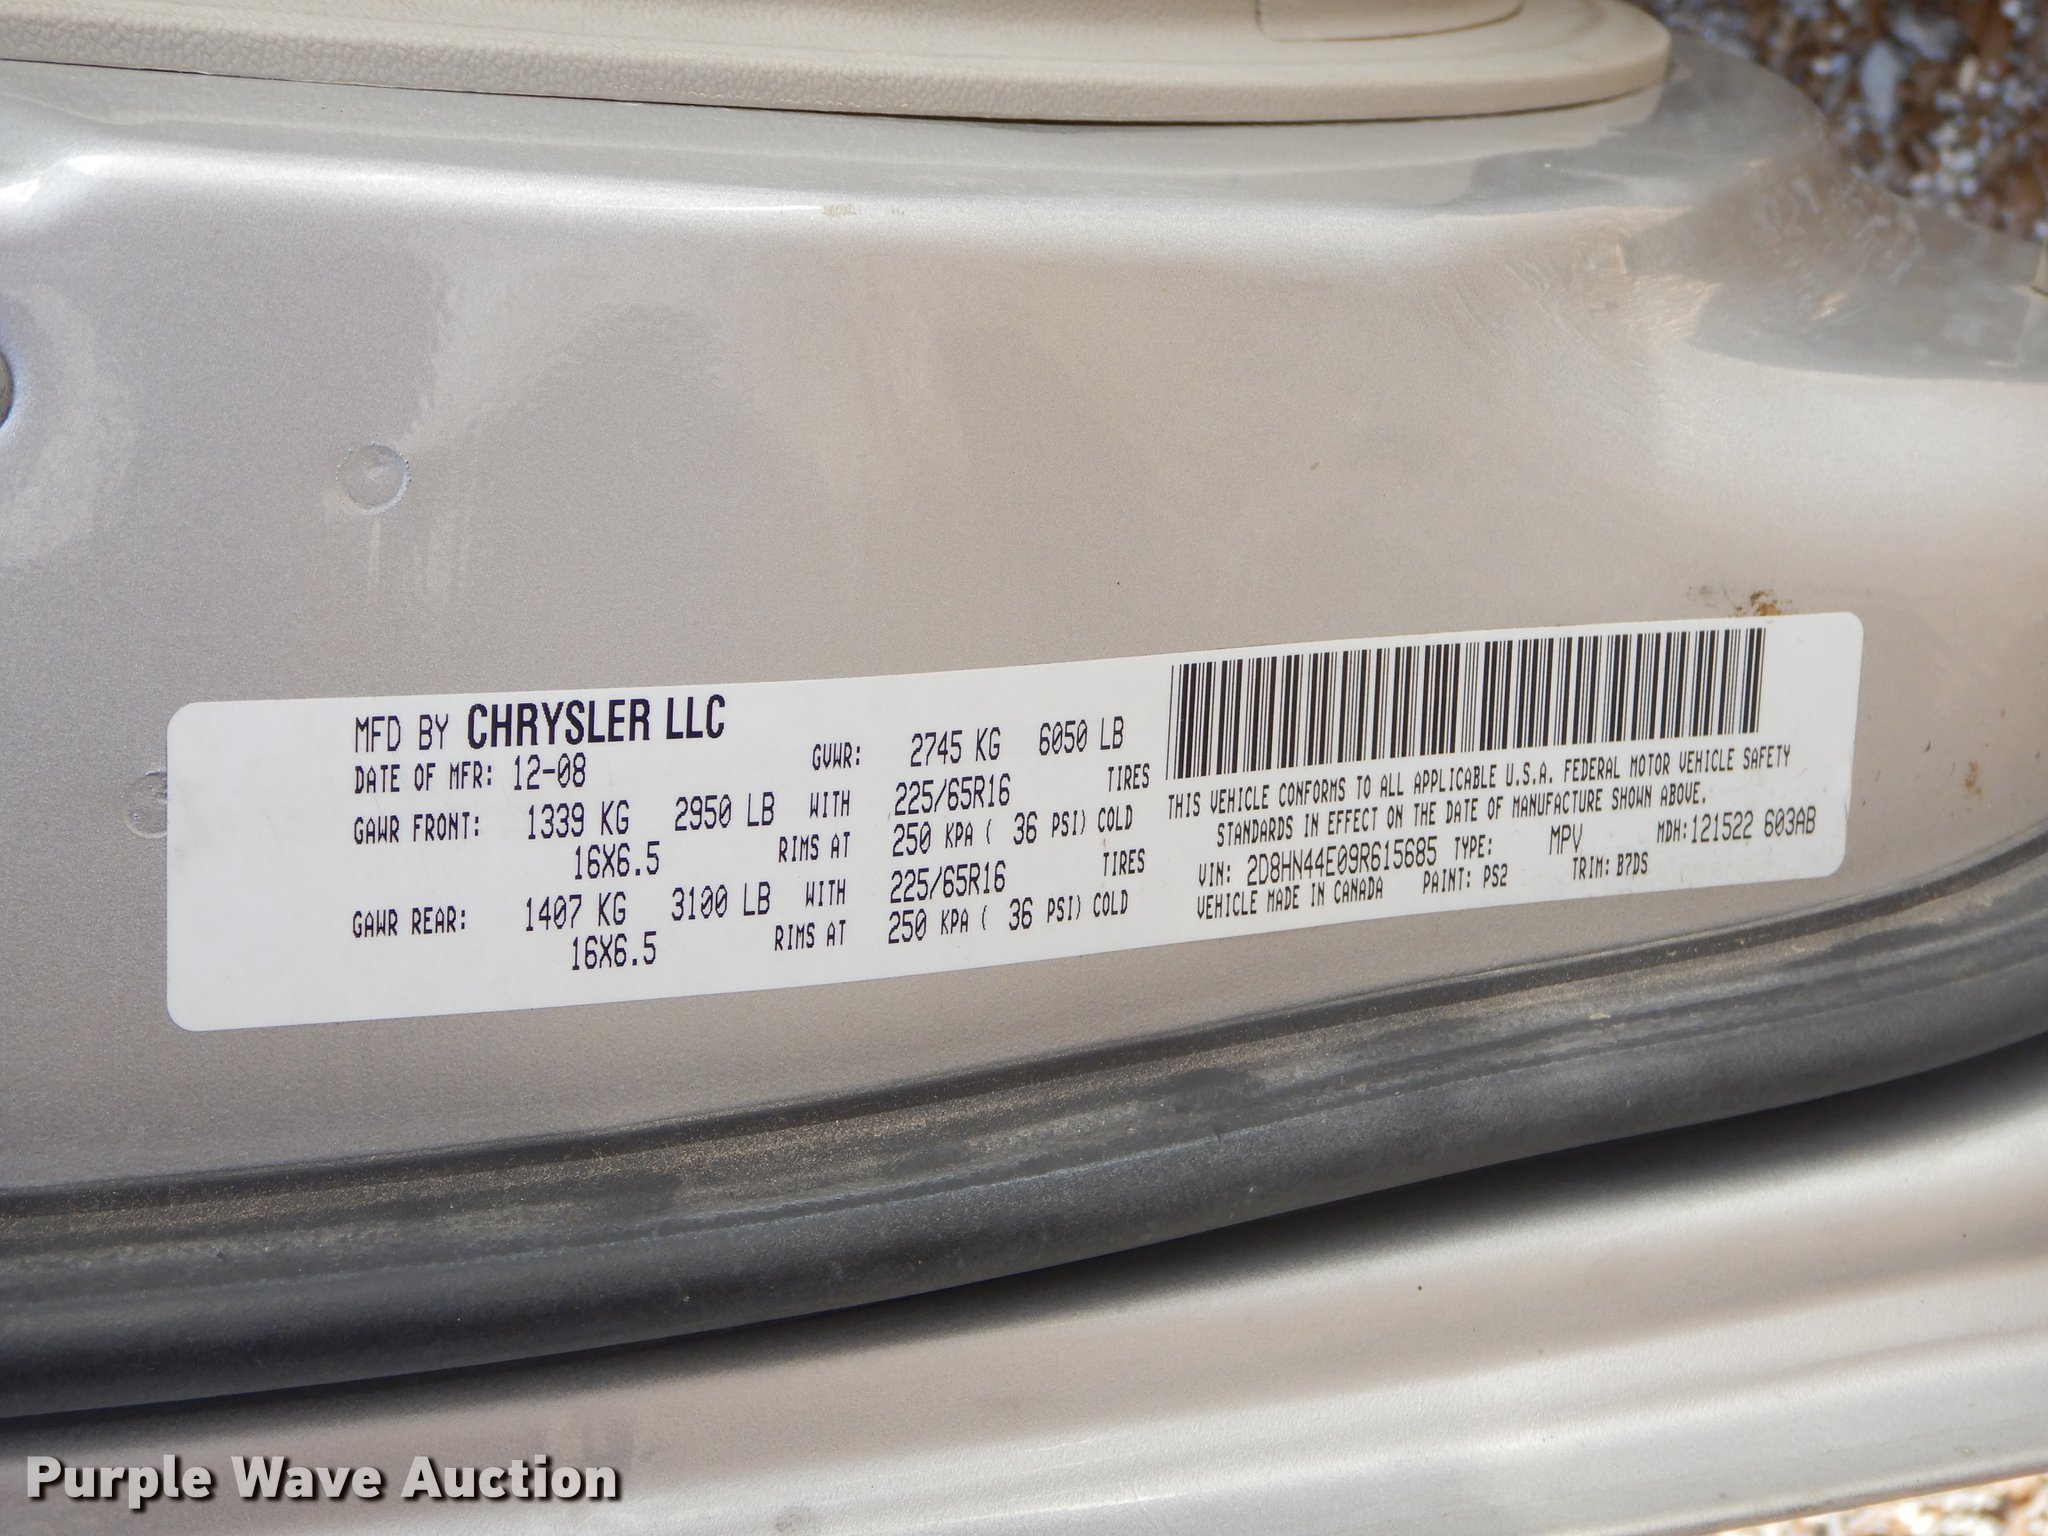 MFD BY CHRYSLER LLC
DATE OF MFR: 12-08 GVWR: 2745 KG 6050 LB
GAWR FRONT: 1339 KG 2950 LB WITH 225/65R16 TIRES
16X6.5 RIMS AT 250 KPA ( 36 PSI) COLD
GAWR REAR: 1407 KG 3100 LB WITH 225/65R16 TIRES
16X6.5 RIMS AT 250 KPA ( 36 PSI) COLD
THIS VEHICLE CONFORMS TO ALL APPLICABLE U.S.A. FEDERAL MOTOR VEHICLE SAFETY
STANDARDS IN EFFECT ON THE DATE OF MANUFACTURE SHOWN ABOVE.
VIN: 2D8HN44E09R615685 TYPE: MPV MDH: 121522 603AB
VEHICLE MADE IN CANADA PAINT: PS2 TRIM: B7DS
Purple Wave Auction